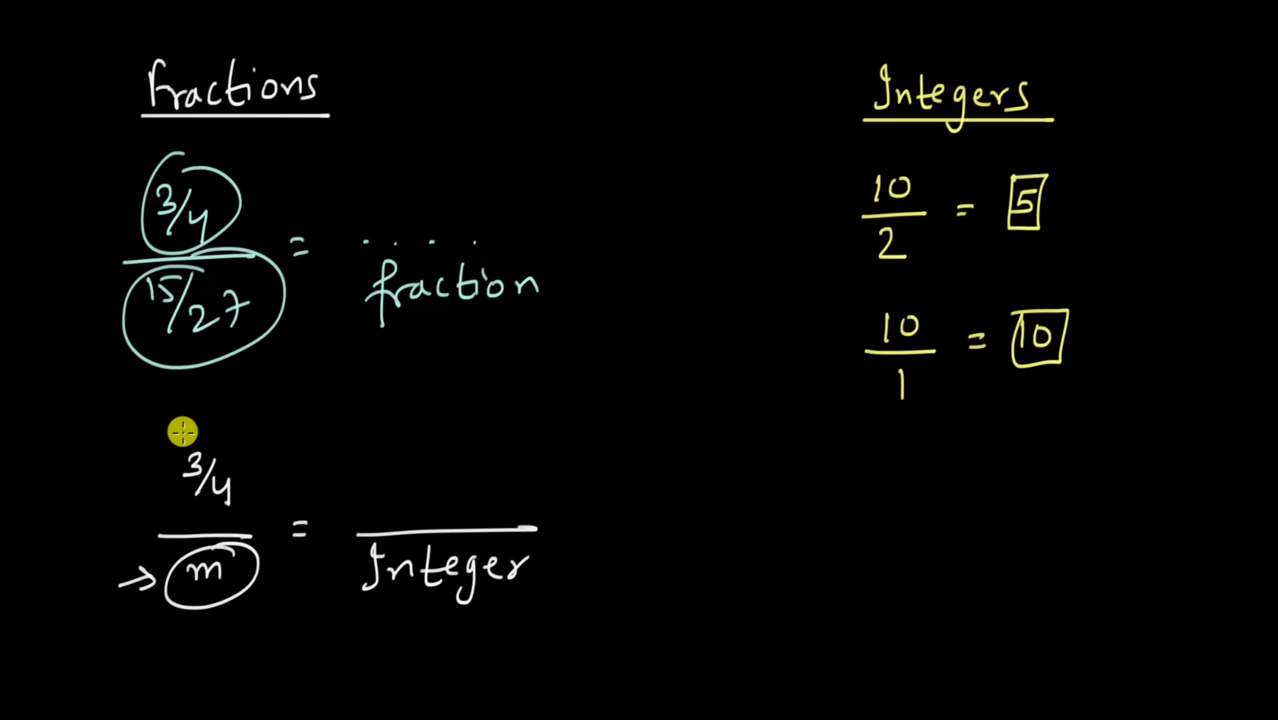 Fractions
3/4
15/27
= ....
fraction
3/4
→ m
=
Integer
Integers
10
2
= 5
10
1
= 10